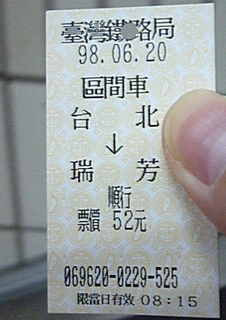 臺灣鐵路局
98.06.20
區間車
台 北
↓
瑞 芳
順行
票價 52元
069620-0229-525
限當日有效 08:15